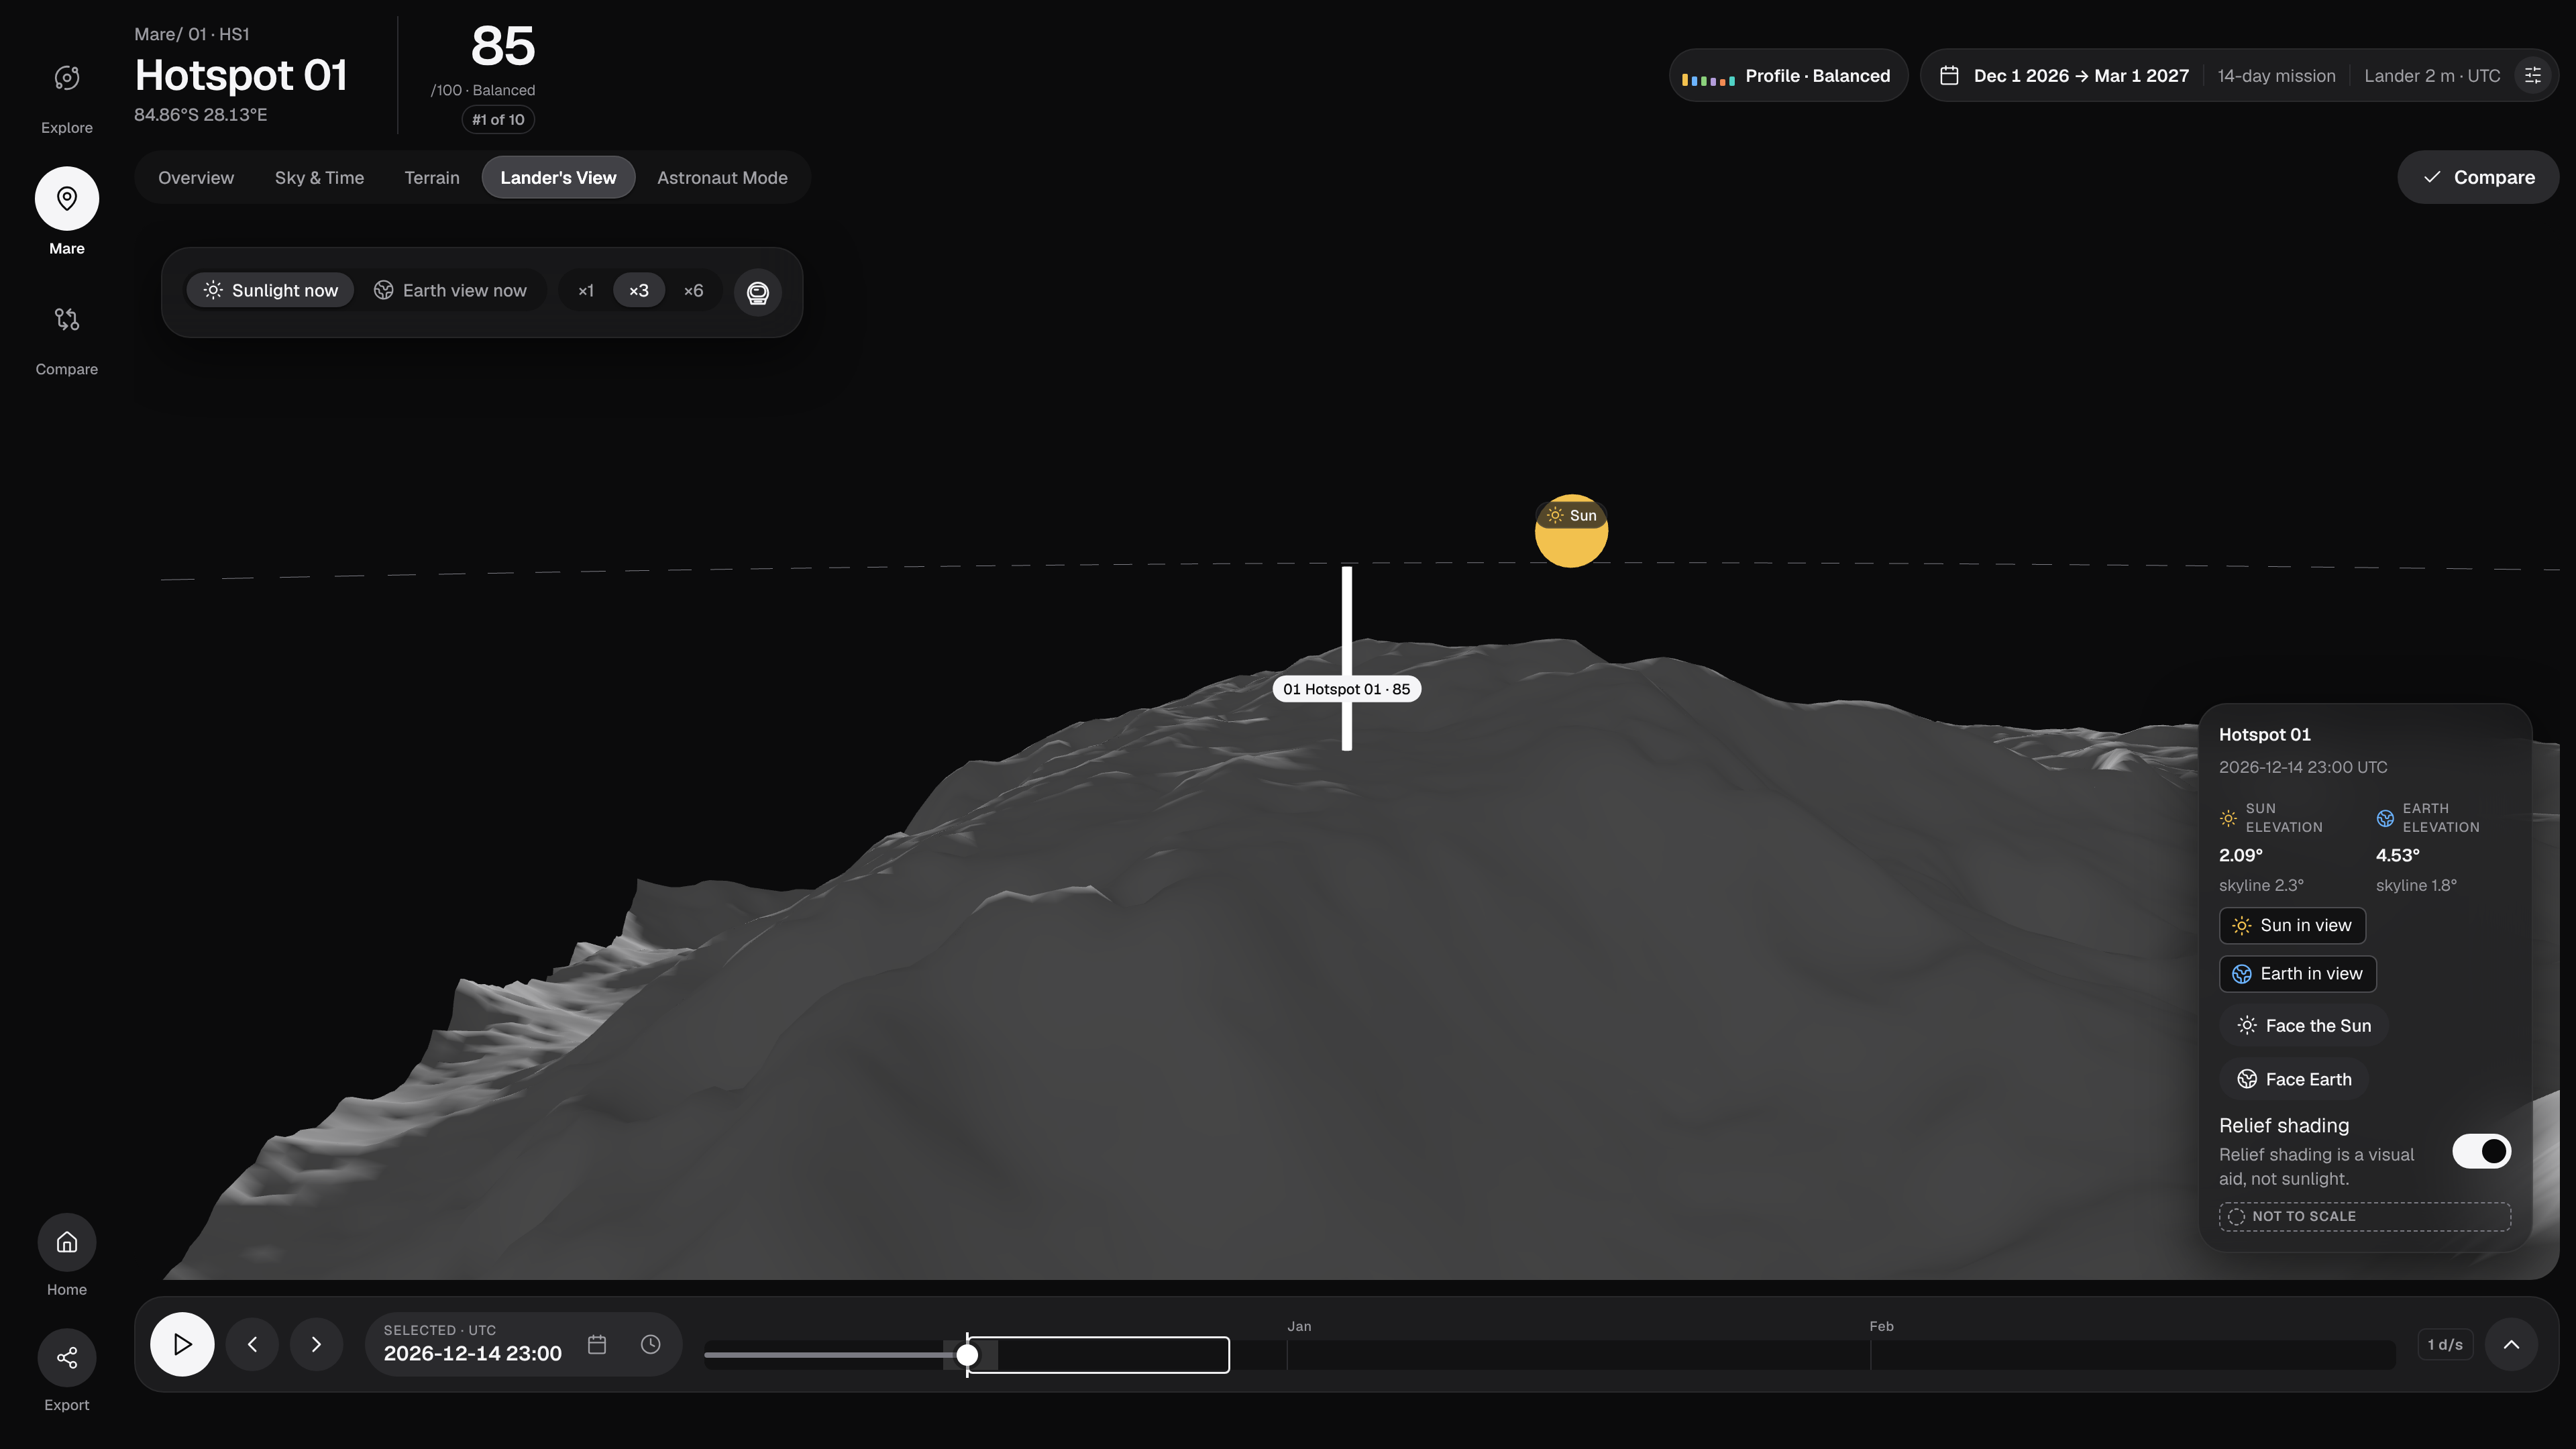 Mare/ 01 · HS1
Hotspot 01
84.86°S 28.13°E
85
/100 · Balanced
#1 of 10
Profile · Balanced
Dec 1 2026 → Mar 1 2027
14-day mission
Lander 2 m · UTC
Explore
Mare
Compare
Home
Export
Overview
Sky & Time
Terrain
Lander's View
Astronaut Mode
Compare
Sunlight now
Earth view now
×1
×3
×6
Sun
01 Hotspot 01 · 85
Hotspot 01
2026-12-14 23:00 UTC
SUN
ELEVATION
2.09°
skyline 2.3°
EARTH
ELEVATION
4.53°
skyline 1.8°
Sun in view
Earth in view
Face the Sun
Face Earth
Relief shading
Relief shading is a visual
aid, not sunlight.
NOT TO SCALE
SELECTED · UTC
2026-12-14 23:00
Jan
Feb
1 d/s